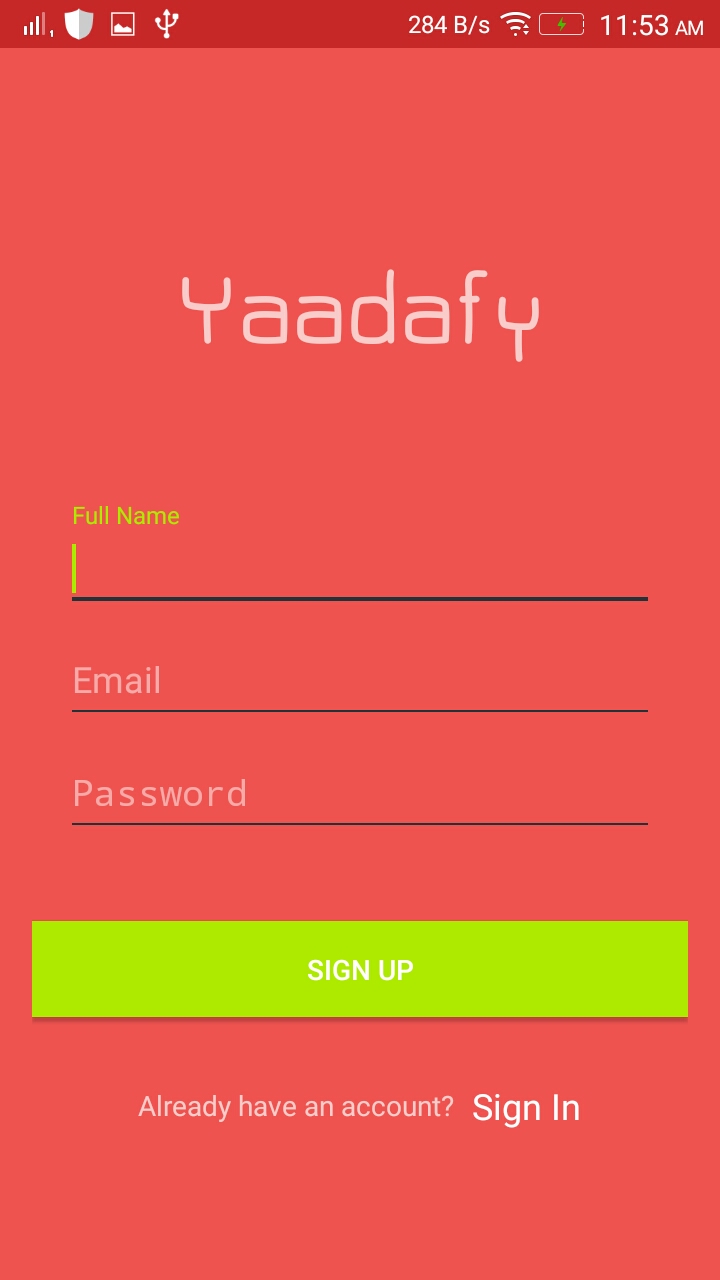 284 B/s 11:53 AM
Yaadafy
Full Name
Email
Password
SIGN UP
Already have an account? Sign In